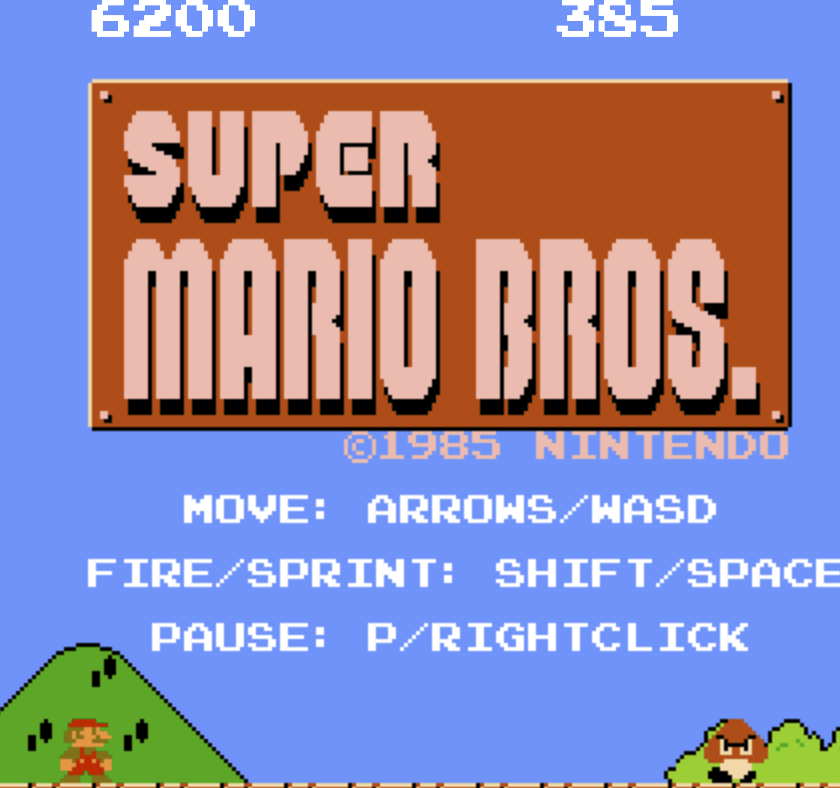 6200 385
SUPER
MARIO BROS.
©1985 NINTENDO
MOVE: ARROWS/WASD
FIRE/SPRINT: SHIFT/SPACE
PAUSE: P/RIGHTCLICK